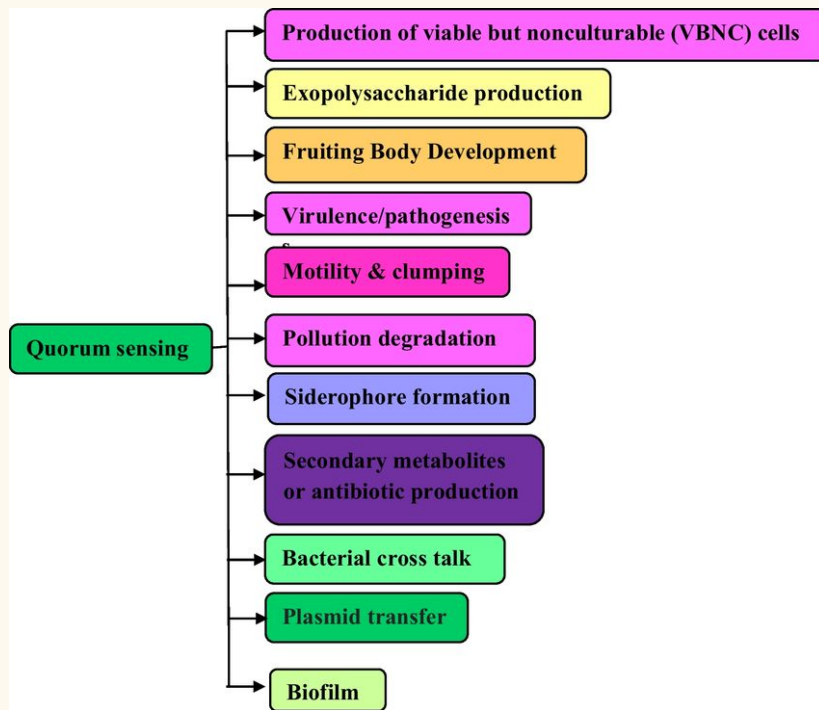 Production of viable but nonculturable (VBNC) cells
Exopolysaccharide production
Fruiting Body Development
Virulence/pathogenesis
Motility & clumping
Quorum sensing
Pollution degradation
Siderophore formation
Secondary metabolites
or antibiotic production
Bacterial cross talk
Plasmid transfer
Biofilm